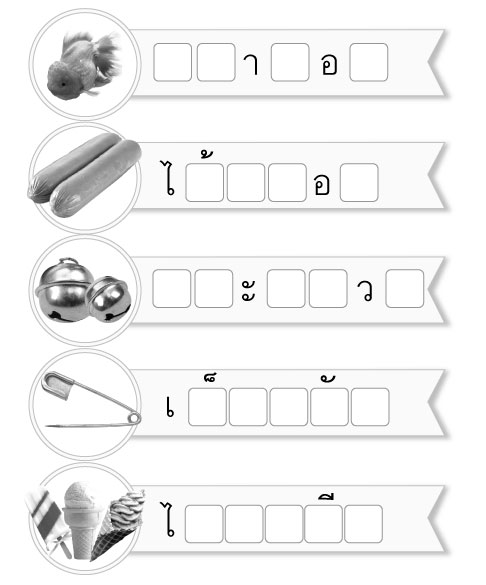 า อ
ไ ้ อ
ะ ว
เ ็ ั
ไ ี